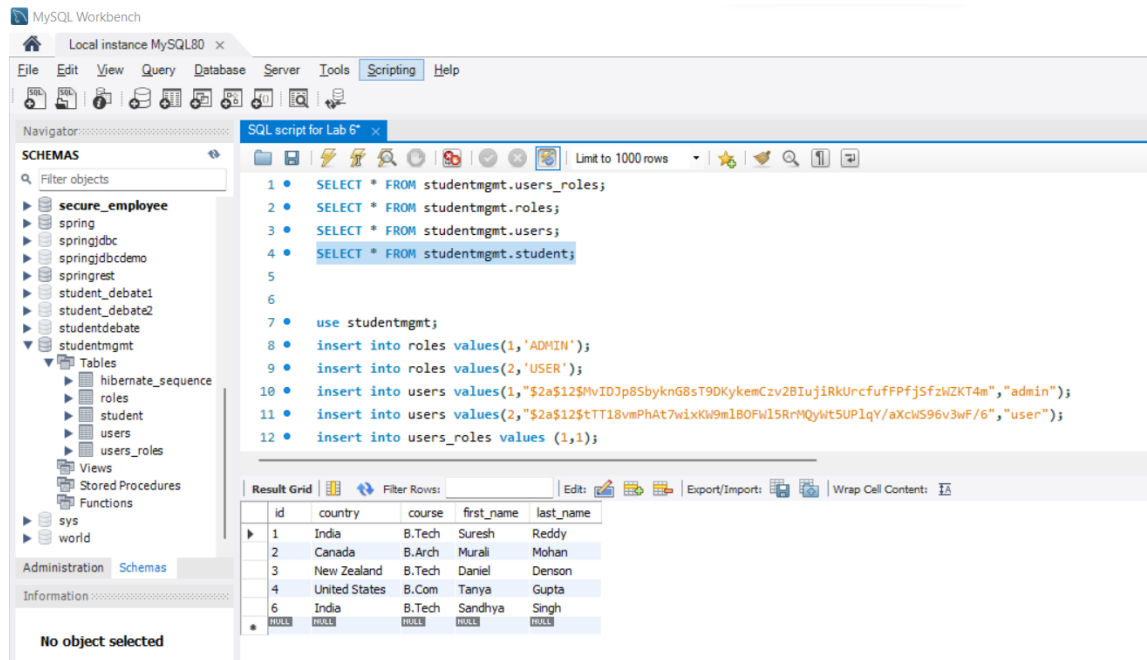 MySQL Workbench
Local instance MySQL80 ×
File Edit View Query Database Server Tools Scripting Help
Navigator
SCHEMAS
Filter objects
secure_employee
spring
springjdbc
springjdbcdemo
springrest
student_debate1
student_debate2
studentdebate
studentmgmt
Tables
hibernate_sequence
roles
student
users
users_roles
Views
Stored Procedures
Functions
sys
world
Administration Schemas
Information
No object selected
SQL script for Lab 6* ×
Limit to 1000 rows
1 SELECT * FROM studentmgmt.users_roles;
2 SELECT * FROM studentmgmt.roles;
3 SELECT * FROM studentmgmt.users;
4 SELECT * FROM studentmgmt.student;
5
6
7 use studentmgmt;
8 insert into roles values(1,'ADMIN');
9 insert into roles values(2,'USER');
10 insert into users values(1,"$2a$12$MvIDJp8SbyknG8sT9DKykemCzv2BIujiRkUrcfufFPfjSfzWZKT4m","admin");
11 insert into users values(2,"$2a$12$tTT18vmPhAt7wixKW9mlBOFWl5RrMQyWt5UPlqY/aXcWS96v3wF/6","user");
12 insert into users_roles values (1,1);
Result Grid Filter Rows: Edit: Export/Import: Wrap Cell Content:
id country course first_name last_name
1 India B.Tech Suresh Reddy
2 Canada B.Arch Murali Mohan
3 New Zealand B.Tech Daniel Denson
4 United States B.Com Tanya Gupta
6 India B.Tech Sandhya Singh
NULL NULL NULL NULL NULL